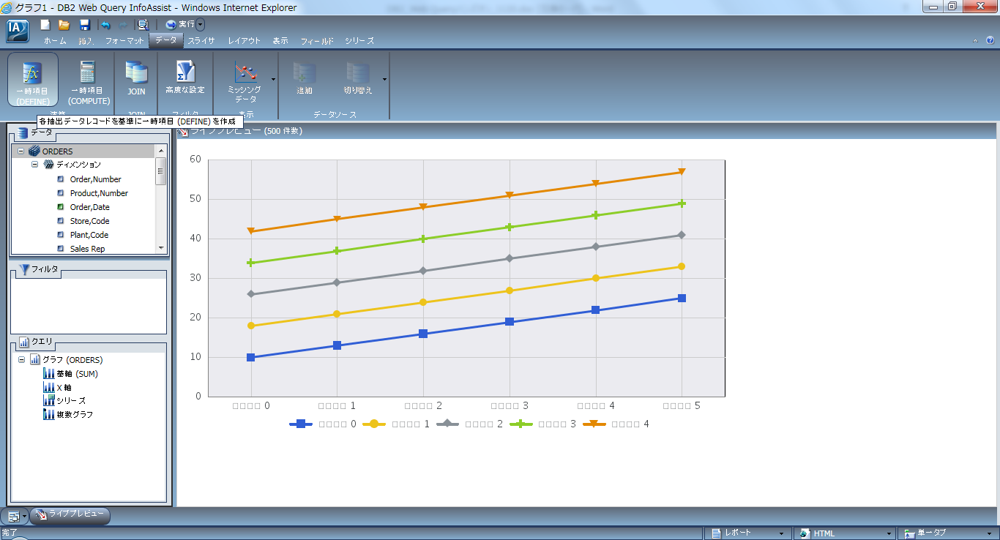 グラフ1 - DB2 Web Query InfoAssist - Windows Internet Explorer
IA
実行
ホーム 挿入 フォーマット データ スライサ レイアウト 表示 フィールド シリーズ
一時項目 (DEFINE)
一時項目 (COMPUTE)
JOIN
高度な設定
ミッシング データ
追加
切り替え
JOIN
フィルタ
表示
データソース
各抽出データレコードを基準に一時項目 (DEFINE) を作成
データ
ORDERS
ディメンション
Order,Number
Product,Number
Order,Date
Store,Code
Plant,Code
Sales Rep
フィルタ
クエリ
グラフ (ORDERS)
基軸 (SUM)
X 軸
シリーズ
複数グラフ
ライブプレビュー (500 件数)
60
50
40
30
20
10
0
□□□□ 0 □□□□ 1 □□□□ 2 □□□□ 3 □□□□ 4 □□□□ 5
□□□□ 0 □□□□ 1 □□□□ 2 □□□□ 3 □□□□ 4
ライブプレビュー
完了
レポート
HTML
単一タブ